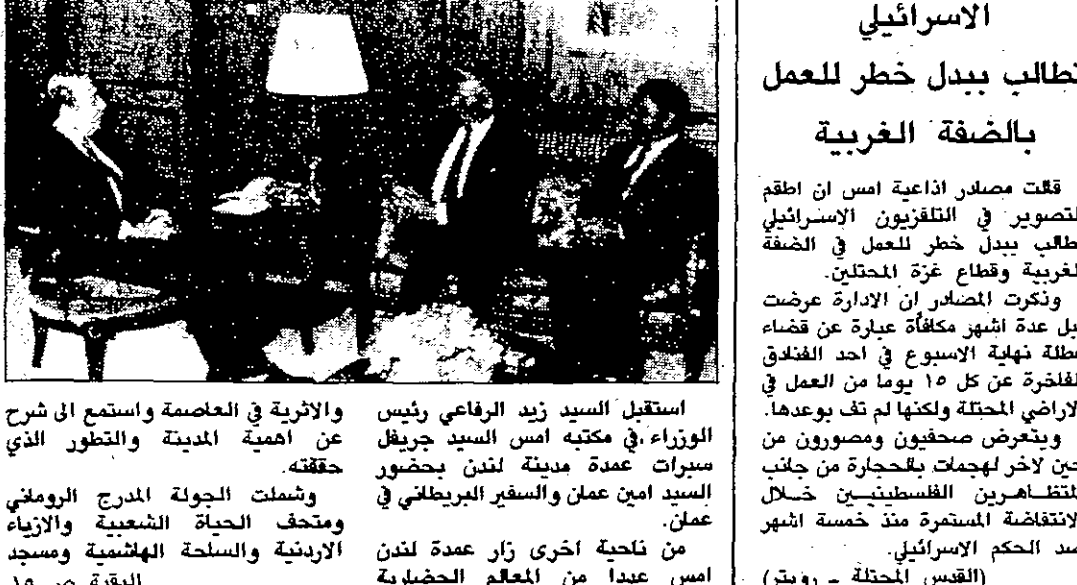 الاسرائيلي
تطالب ببدل خطر للعمل
بالضفة الغربية
قالت مصادر اذاعية امس ان اطقم
التصوير في التلفزيون الاسرائيلي
تطالب ببدل خطر للعمل في الضفة
الغربية وقطاع غزة المحتلين.
وذكرت المصادر ان الادارة عرضت
قبل عدة اشهر مكافأة عبارة عن قضاء
عطلة نهاية الاسبوع في احد الفنادق
الفاخرة عن كل ١٥ يوما من العمل في
الاراضي المحتلة ولكنها لم تف بوعدها.
ويتعرض صحفيون ومصورون من
حين لاخر لهجمات بالحجارة من جانب
المتظاهرين الفلسطينيين خلال
الانتفاضة المستمرة منذ خمسة اشهر
ضد الحكم الاسرائيلي.
(القدس المحتلة - رويتر)
استقبل السيد زيد الرفاعي رئيس
الوزراء في مكتبه امس السيد جريفل
سبرات عمدة مدينة لندن بحضور
السيد امين عمان والسفير البريطاني في
عمان.
من ناحية اخرى زار عمدة لندن
امس عددا من المعالم الحضارية
والاثرية في العاصمة واستمع الى شرح
عن اهمية المدينة والتطور الذي
حققته.
وشملت الجولة المدرج الروماني
ومتحف الحياة الشعبية والازياء
الاردنية والساحة الهاشمية ومسجد
البقية ص ١٥